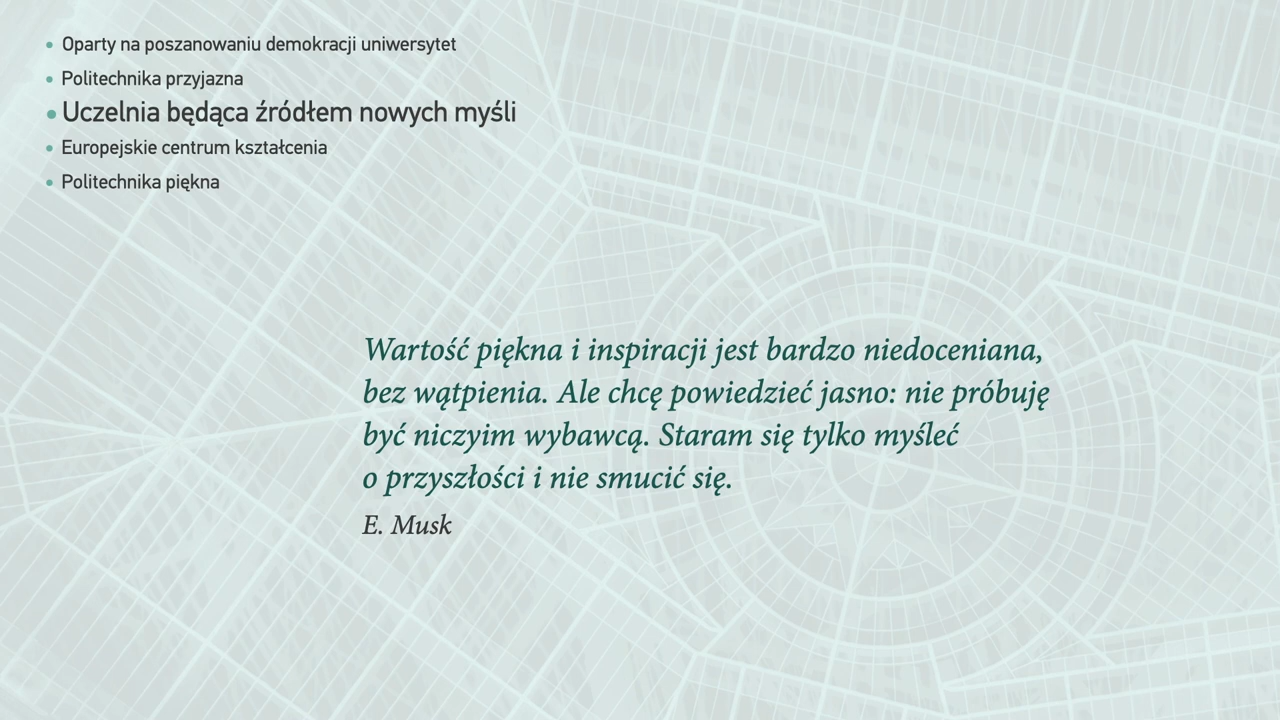 Oparty na poszanowaniu demokracji uniwersytet
Politechnika przyjazna
Uczelnia będąca źródłem nowych myśli
Europejskie centrum kształcenia
Politechnika piękna
Wartość piękna i inspiracji jest bardzo niedoceniana,
bez wątpienia. Ale chcę powiedzieć jasno: nie próbuję
być niczyim wybawcą. Staram się tylko myśleć
o przyszłości i nie smucić się.
E. Musk